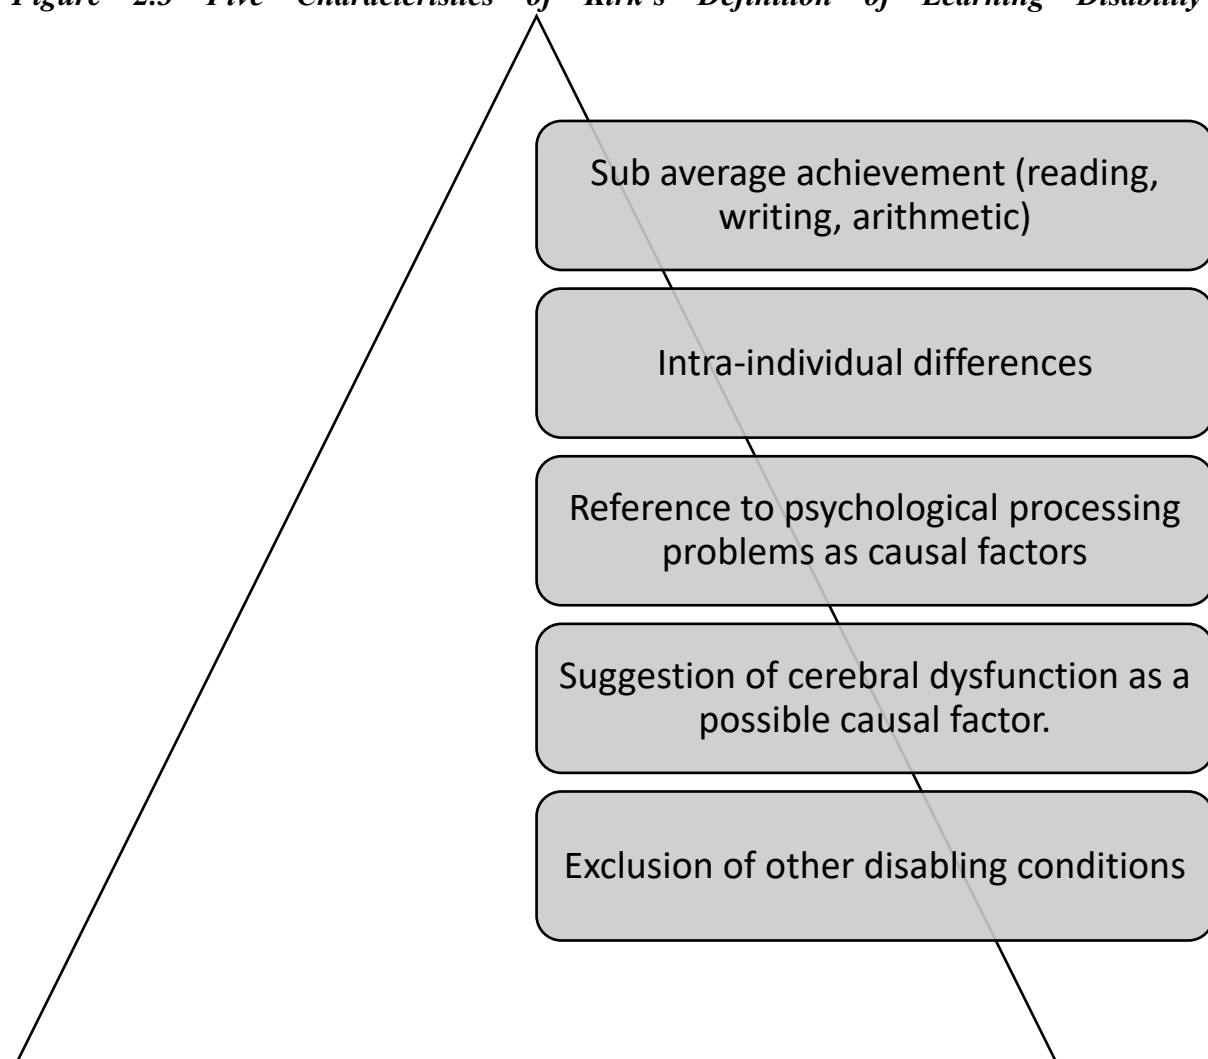 Figure 2.3 Five Characteristics of Kirk's Definition of Learning Disability
Sub average achievement (reading,
writing, arithmetic)
Intra-individual differences
Reference to psychological processing
problems as causal factors
Suggestion of cerebral dysfunction as a
possible causal factor.
Exclusion of other disabling conditions